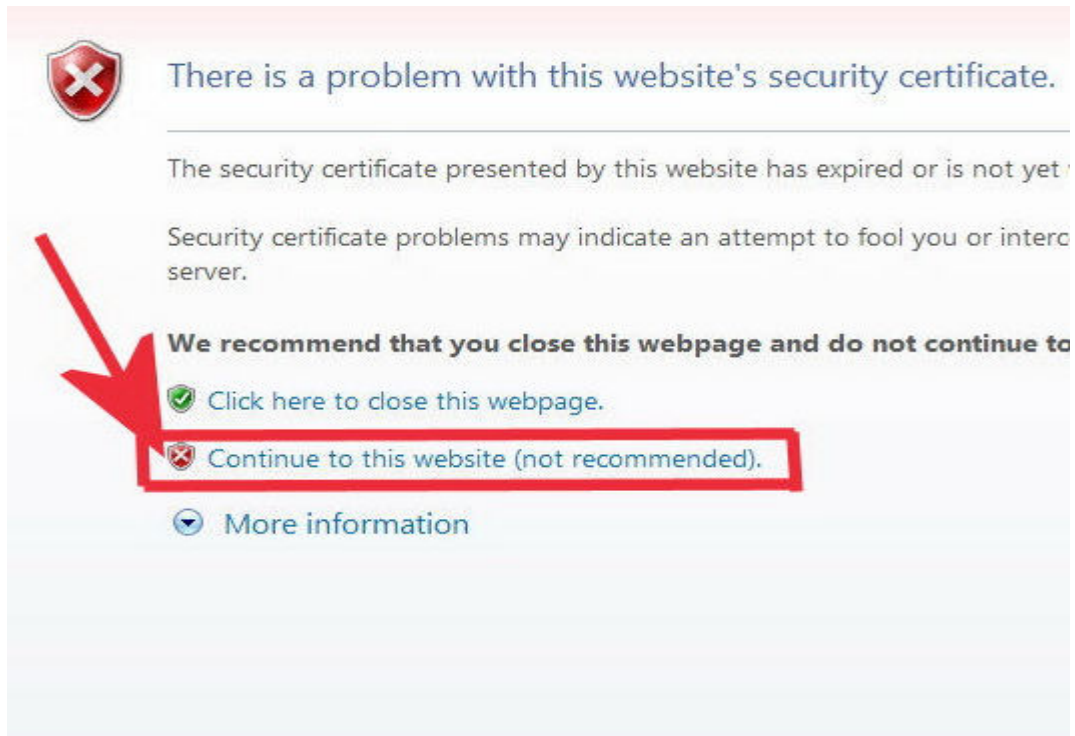 There is a problem with this website's security certificate.
The security certificate presented by this website has expired or is not yet
Security certificate problems may indicate an attempt to fool you or interc
server.
We recommend that you close this webpage and do not continue to
Click here to close this webpage.
Continue to this website (not recommended).
More information